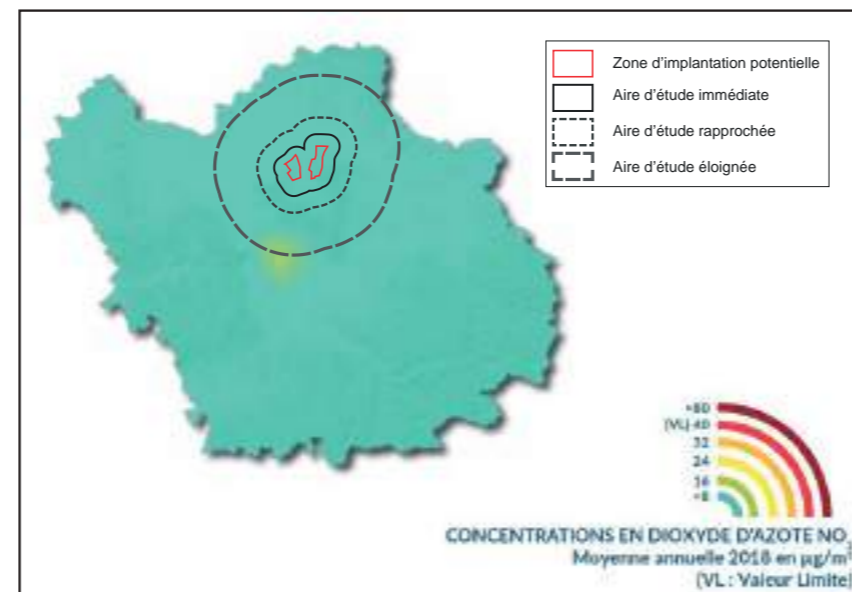 Zone d'implantation potentielle
Aire d'étude immédiate
Aire d'étude rapprochée
Aire d'étude éloignée
+80
(VL) 40
32
24
16
<8
CONCENTRATIONS EN DIOXYDE D'AZOTE NO2
Moyenne annuelle 2018 en µg/m3
(VL : Valeur Limite)